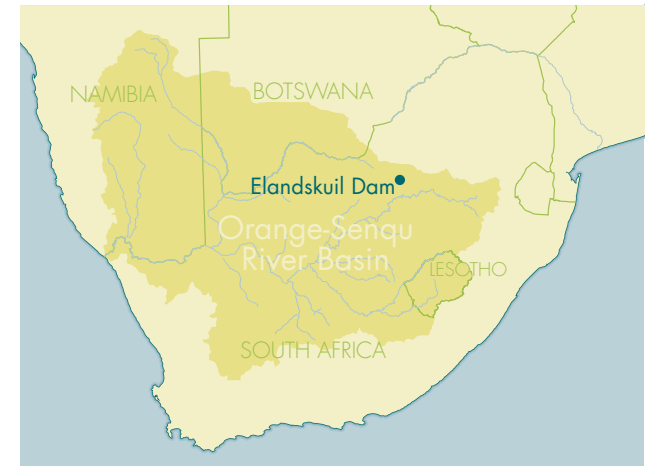 NAMIBIA
BOTSWANA
Elandskuil Dam
Orange-Senqu
River Basin
LESOTHO
SOUTH AFRICA